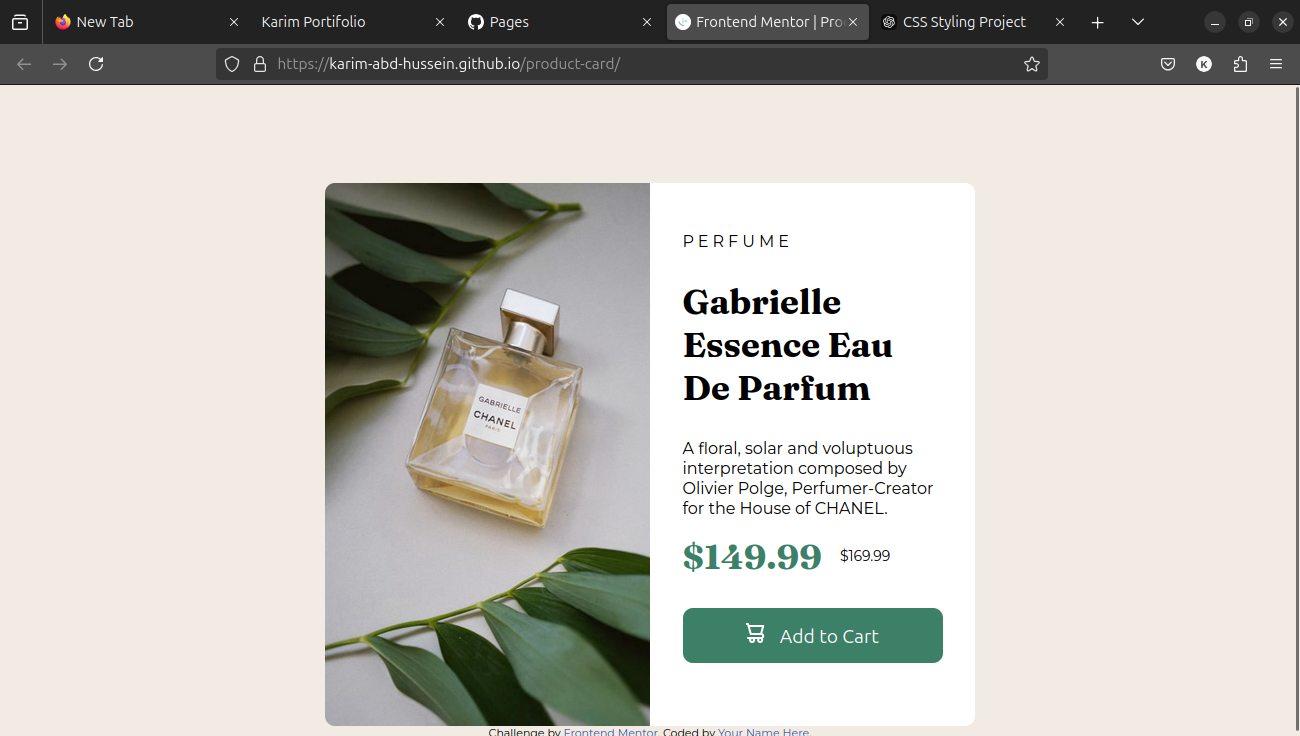 New Tab
Karim Portifolio
Pages
Frontend Mentor | Pro
CSS Styling Project
https://karim-abd-hussein.github.io/product-card/
K
PERFUME
Gabrielle
Essence Eau
De Parfum
A floral, solar and voluptuous
interpretation composed by
Olivier Polge, Perfumer-Creator
for the House of CHANEL.
$149.99 $169.99
Add to Cart
GABRIELLE
CHANEL
PARIS
Challenge by Frontend Mentor. Coded by Your Name Here.